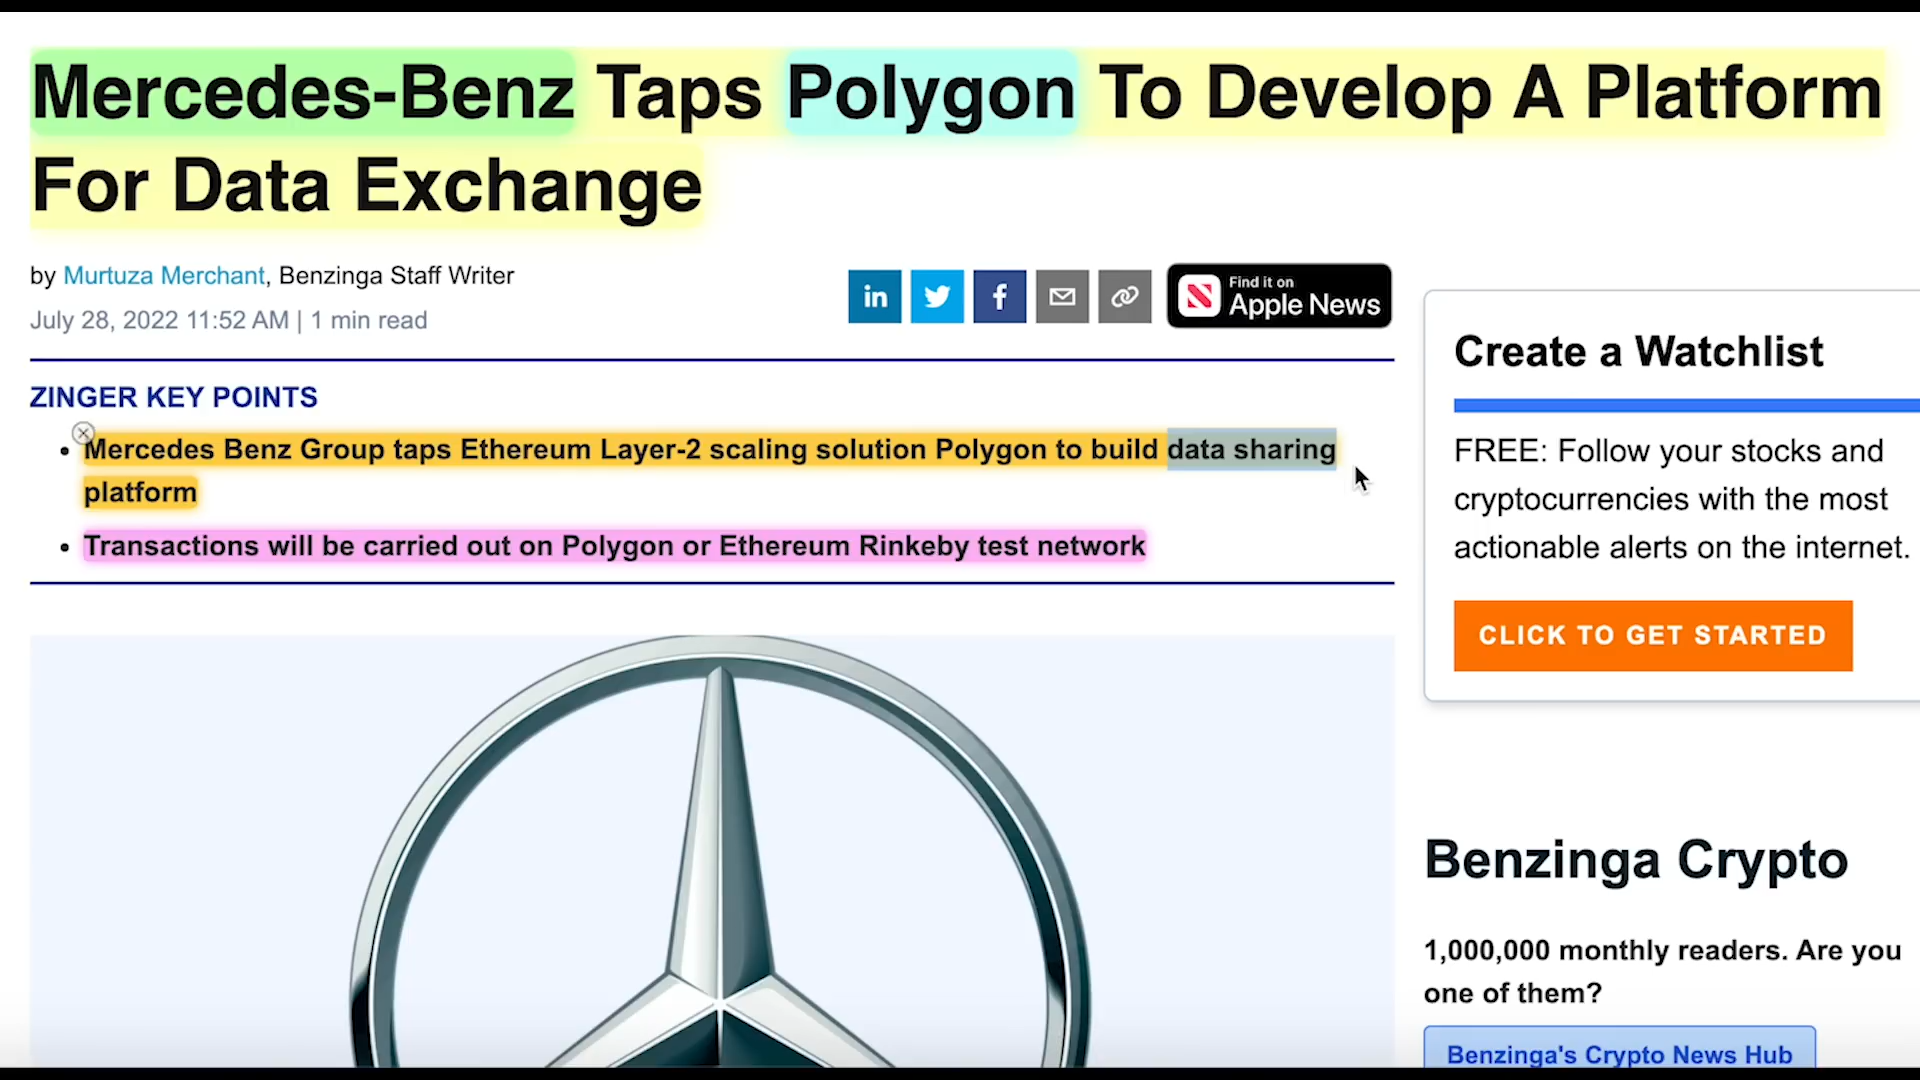 Mercedes-Benz Taps Polygon To Develop A Platform
For Data Exchange
by Murtuza Merchant, Benzinga Staff Writer
July 28, 2022 11:52 AM | 1 min read
in
f
Find it on
Apple News
ZINGER KEY POINTS
• Mercedes Benz Group taps Ethereum Layer-2 scaling solution Polygon to build data sharing
platform
• Transactions will be carried out on Polygon or Ethereum Rinkeby test network
Create a Watchlist
FREE: Follow your stocks and
cryptocurrencies with the most
actionable alerts on the internet.
CLICK TO GET STARTED
Benzinga Crypto
1,000,000 monthly readers. Are you
one of them?
Benzinga's Crypto News Hub